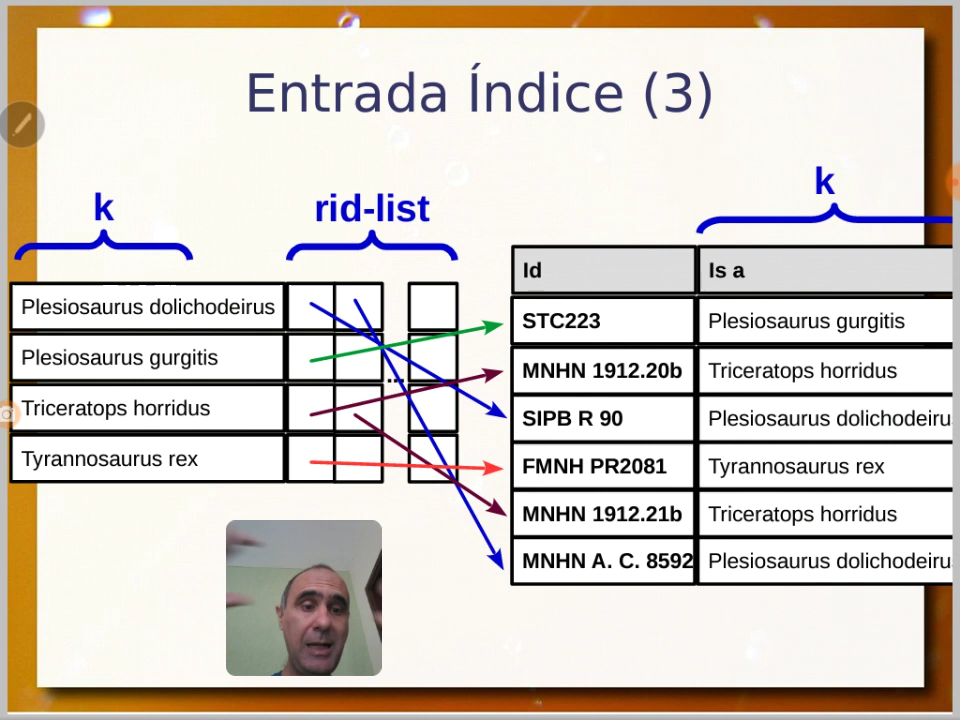 Entrada Índice (3)
k
rid-list
k
Id
Is a
Plesiosaurus dolichodeirus
Plesiosaurus gurgitis
Triceratops horridus
Tyrannosaurus rex
...
STC223
Plesiosaurus gurgitis
MNHN 1912.20b
Triceratops horridus
SIPB R 90
Plesiosaurus dolichodeiru
FMNH PR2081
Tyrannosaurus rex
MNHN 1912.21b
Triceratops horridus
MNHN A. C. 8592
Plesiosaurus dolichodeiru